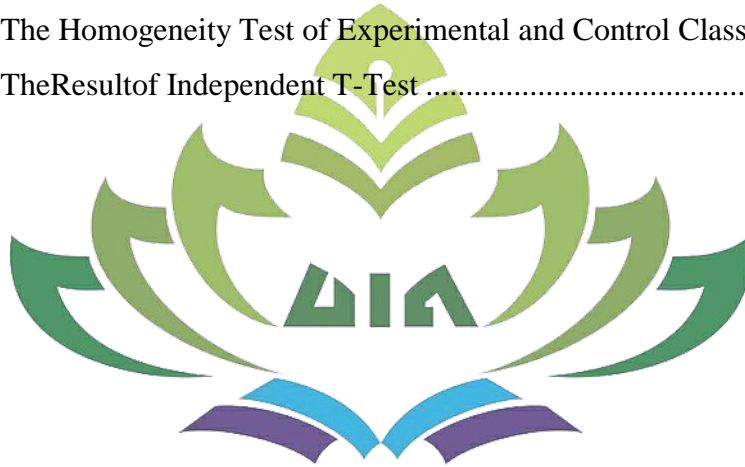 The Homogeneity Test of Experimental and Control Class
TheResultof Independent T-Test .....................................
UIN